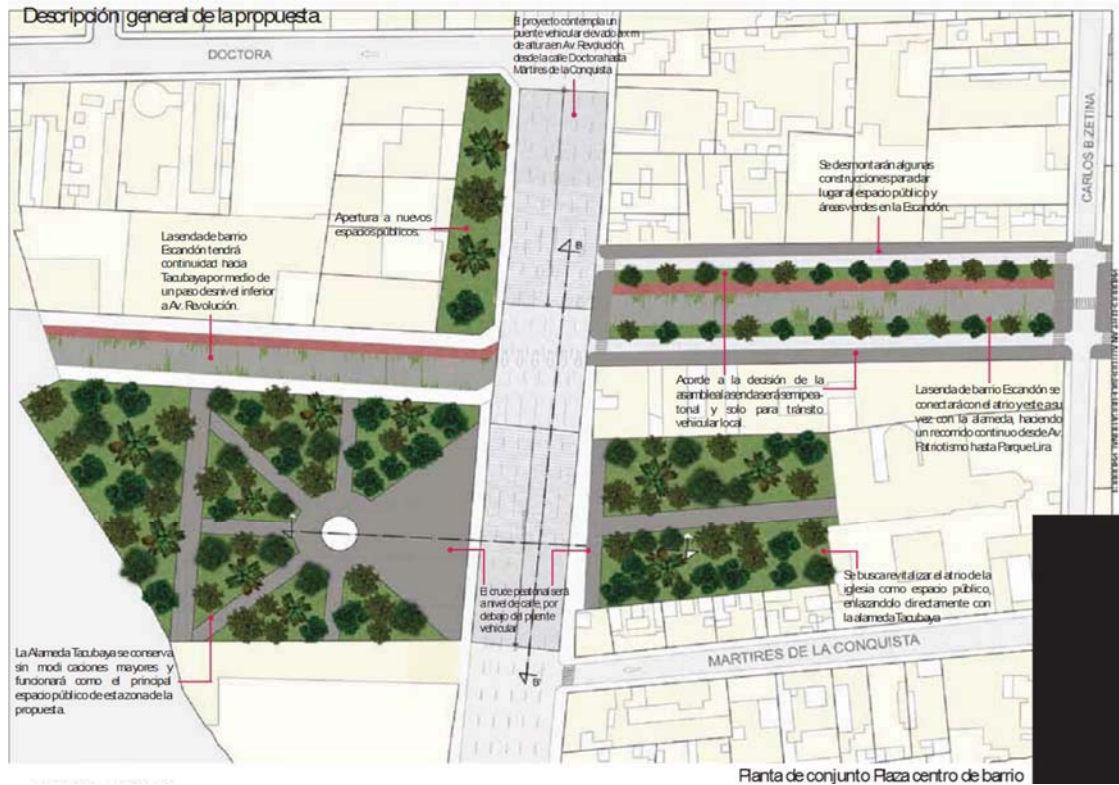 Descripción general de la propuesta.
El proyecto contempla un
puente vehicular elevado
de altura en Av. Revolución,
desde la calle Doctora hasta
Mártires de la Conquista
DOCTORA
CARLOS B.ZETINA
Se desmontarán algunas
construcciones para dar
lugar al espacio público y
áreas verdes en la Escandón.
Apertura a nuevos
espacios públicos.
La senda de barrio
Escandón tendrá
continuidad hacia
Tacubaya por medio de
un paso desnivel inferior
a Av. Revolución.
B
Acorde a la decisión de la
asamblea la senda será semipea-
tonal y solo para tránsito
vehicular local.
La senda de barrio Escandón se
conectará con el atrio y este a su
vez con la alameda, haciendo
un recorrido continuo desde Av.
Patriotismo hasta Parque Lira.
El cruce peatonal será
a nivel de calle, por
debajo del puente
vehicular
Se busca revitalizar el atrio de la
iglesia como espacio público,
enlazandolo directamente con
la alameda Tacubaya
La Alameda Tacubaya se conserva
sin modi caciones mayores y
funcionará como el principal
espacio público de esta zona de la
propuesta.
MARTIRES DE LA CONQUISTA
B'
Planta de conjunto Plaza centro de barrio